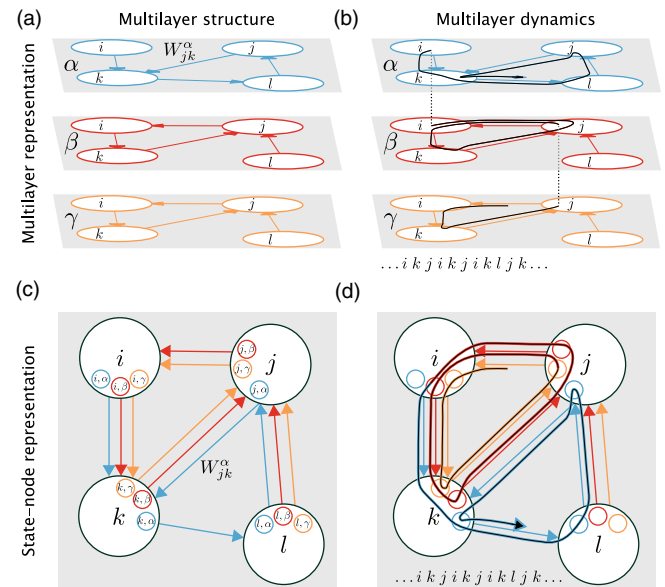 (a) Multilayer structure
(b) Multilayer dynamics
Multilayer representation
α i j k l W^α_jk
β i j k l
γ i j k l
α i j k l
β i j k l
γ i j k l
...i k j i k j i k l j k...
State-node representation
(c)
i i,α i,β i,γ
j j,β j,γ j,α
W^α_jk
k k,γ k,β k,α
l l,α l,β l,γ
(d)
i j k l
...i k j i k j i k l j k...